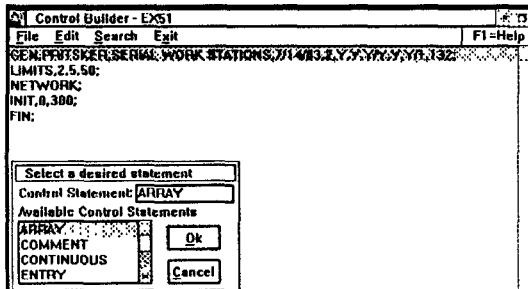 Control Builder - EX51
File Edit Search Exit F1=Help
GEN,PRITSKER,SERIAL WORK STATIONS,7/14/83,2,Y,Y,Y/Y,Y,Y/1,132;
LIMITS,2,5,50;
NETWORK;
INIT,0,300;
FIN;
Select a desired statement
Control Statement: ARRAY
Available Control Statements
ARRAY
COMMENT
CONTINUOUS
ENTRY
Ok
Cancel